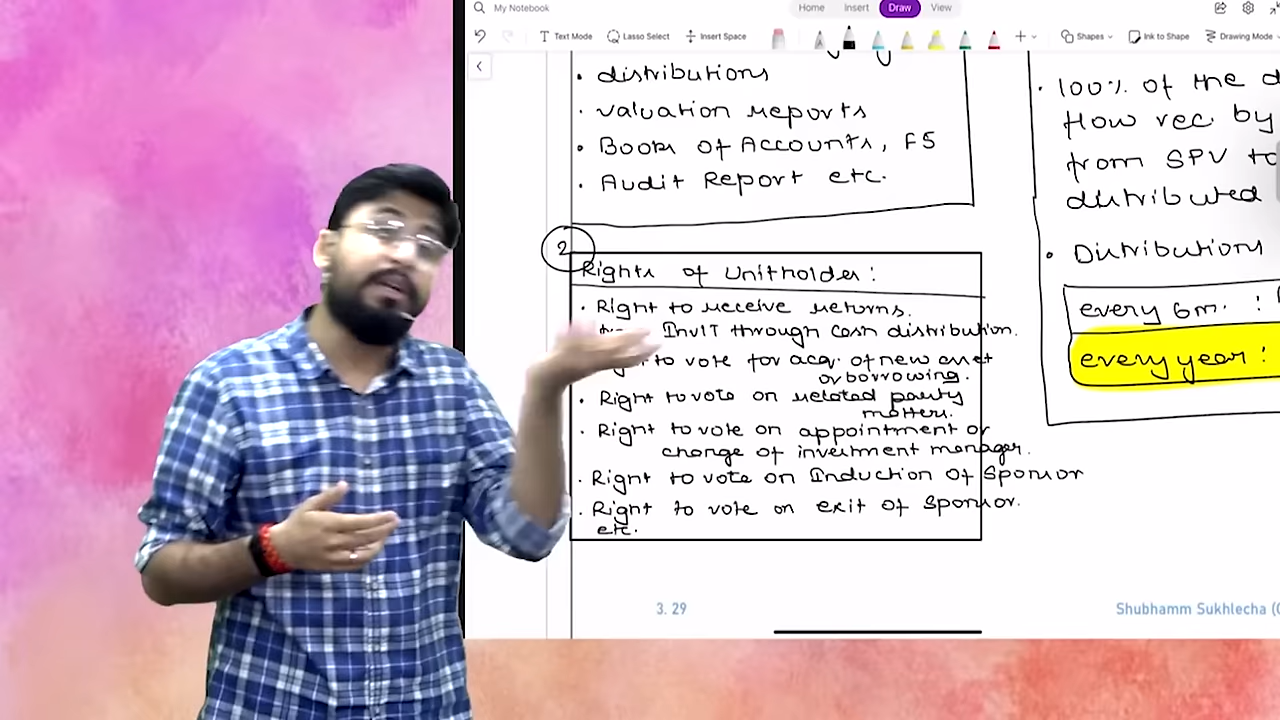 My Notebook
Home Insert Draw View
Text Mode Lasso Select Insert Space Shapes Ink to Shape Drawing Mode
• distributions
• valuation reports
• Books of Accounts, FS
• Audit Report etc.
2
Rights of Unitholder:
• Right to receive returns.
InvIT through cash distribution.
to vote for acq. of new asset
or borrowing.
• Right to vote on related party
matters.
• Right to vote on appointment or
change of investment manager.
• Right to vote on Induction of Sponsor
• Right to vote on exit of Sponsor.
etc.
• 100% of the
flow rec. by
from SPV to
distributed
• Distributions
every 6m. :
every year :
3. 29
Shubhamm Sukhlecha